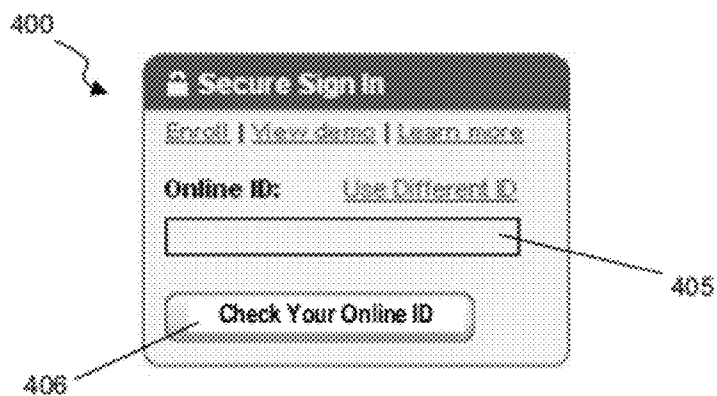 400
Secure Sign In
Enroll | View demo | Learn more
Online ID: Use Different ID
405
Check Your Online ID
406